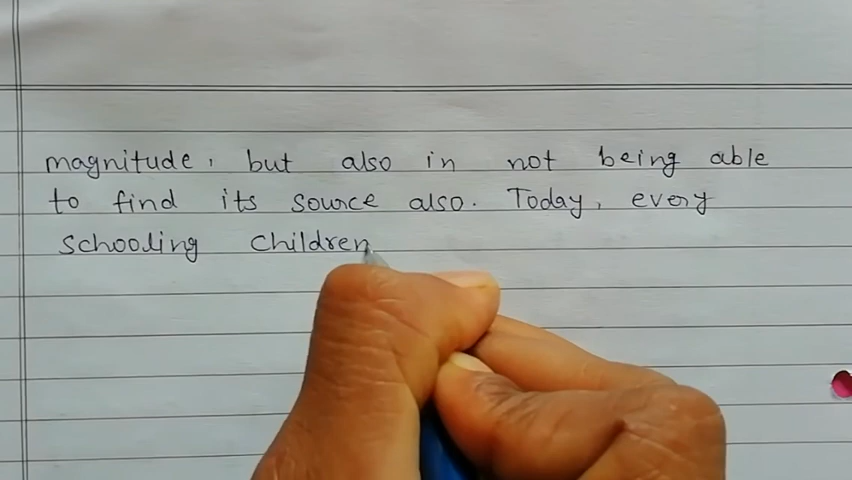 magnitude, but also in not being able
to find its source also. Today, every
schooling children